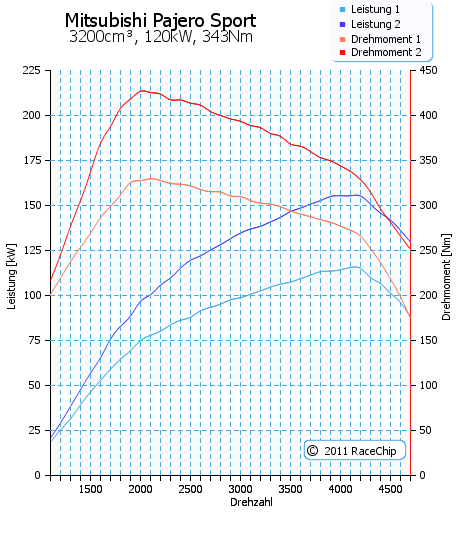 Mitsubishi Pajero Sport
3200cm³, 120kW, 343Nm
Leistung 1
Leistung 2
Drehmoment 1
Drehmoment 2
225
200
175
150
125
100
75
50
25
0
Leistung [kW]
450
400
350
300
250
200
150
100
50
0
Drehmoment [Nm]
© 2011 RaceChip
1500 2000 2500 3000 3500 4000 4500
Drehzahl